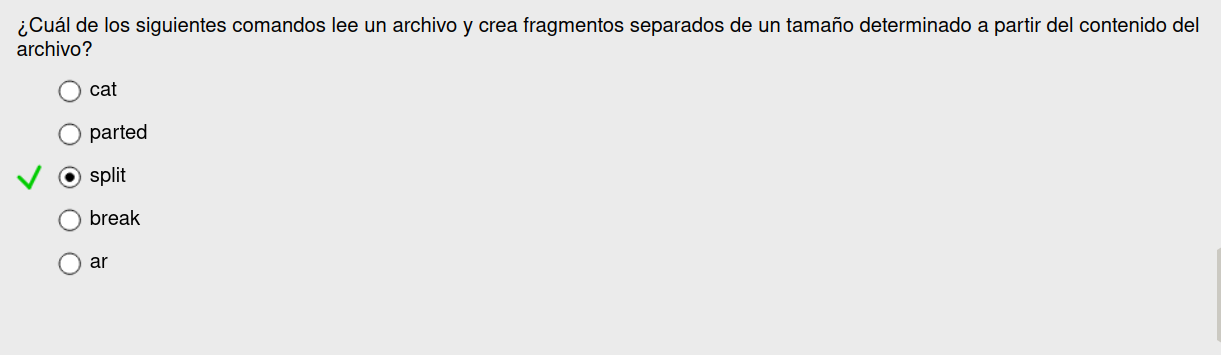 ¿Cuál de los siguientes comandos lee un archivo y crea fragmentos separados de un tamaño determinado a partir del contenido del
archivo?
cat
parted
split
break
ar